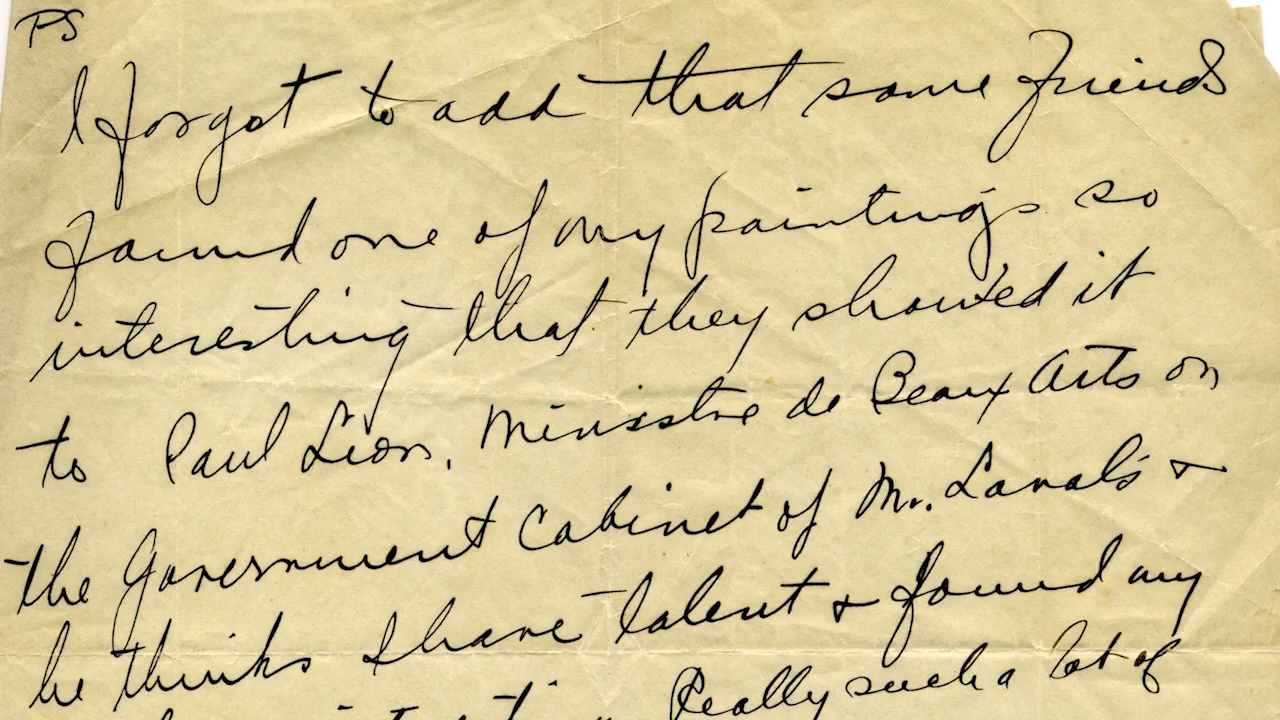 PS
I forgot to add that some friends
found one of my paintings so
interesting that they showed it
to Paul Lion, Ministre de Beaux Arts on
the Government Cabinet of Mr. Laval's &
he thinks I have talent & found my
Really such a lot of